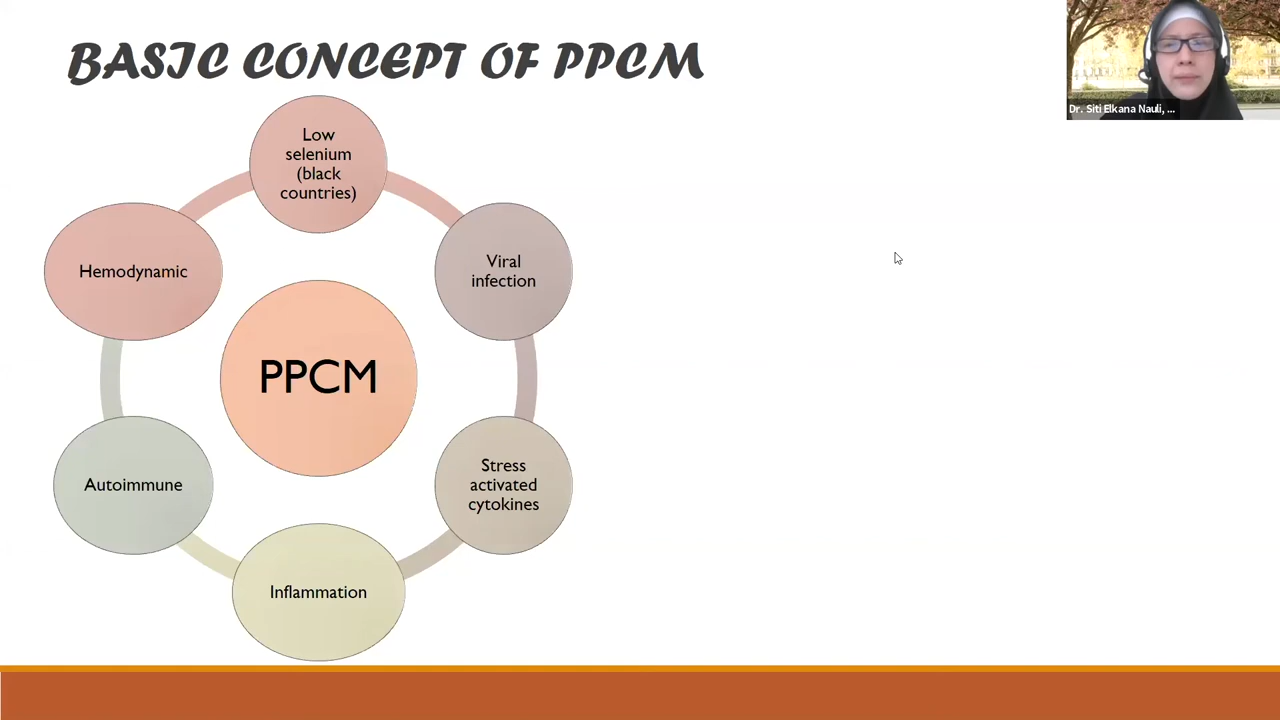 BASIC CONCEPT OF PPCM
Dr. Siti Elkana Nauli, ...
Low
selenium
(black
countries)
Viral
infection
Stress
activated
cytokines
Inflammation
Autoimmune
Hemodynamic
PPCM